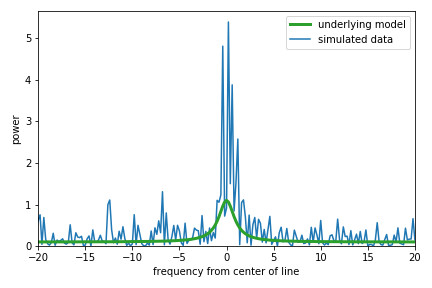 underlying model
simulated data
power
5
4
3
2
1
0
−20 −15 −10 −5 0 5 10 15 20
frequency from center of line